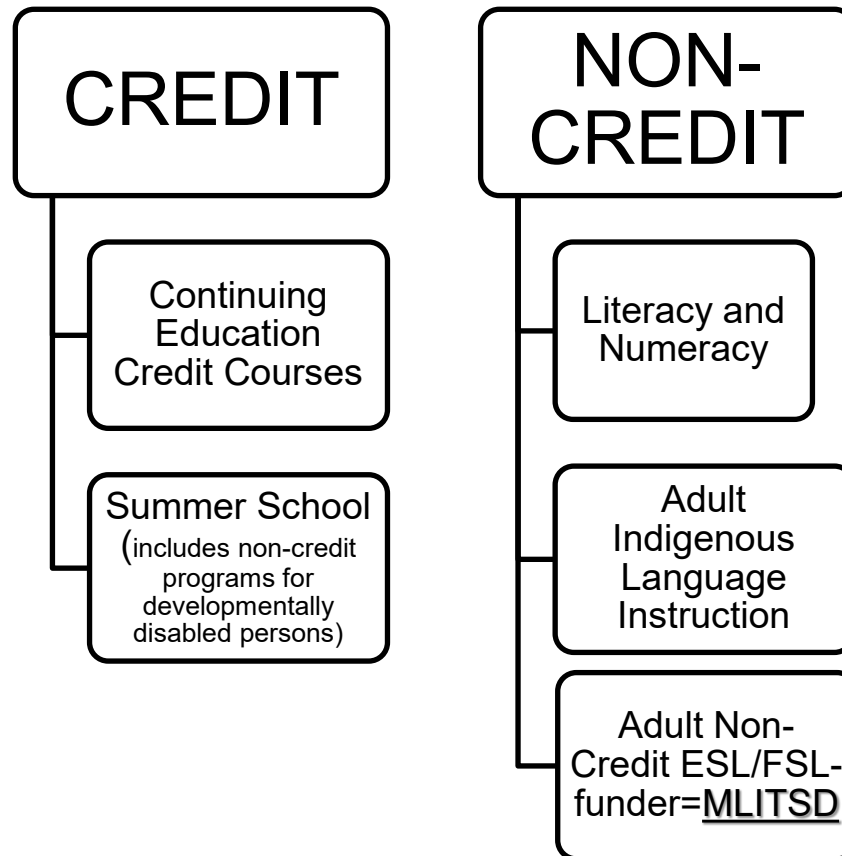 CREDIT
Continuing
Education
Credit Courses
Summer School
(includes non-credit
programs for
developmentally
disabled persons)
NON-
CREDIT
Literacy and
Numeracy
Adult
Indigenous
Language
Instruction
Adult Non-
Credit ESL/FSL-
funder=MLITSD